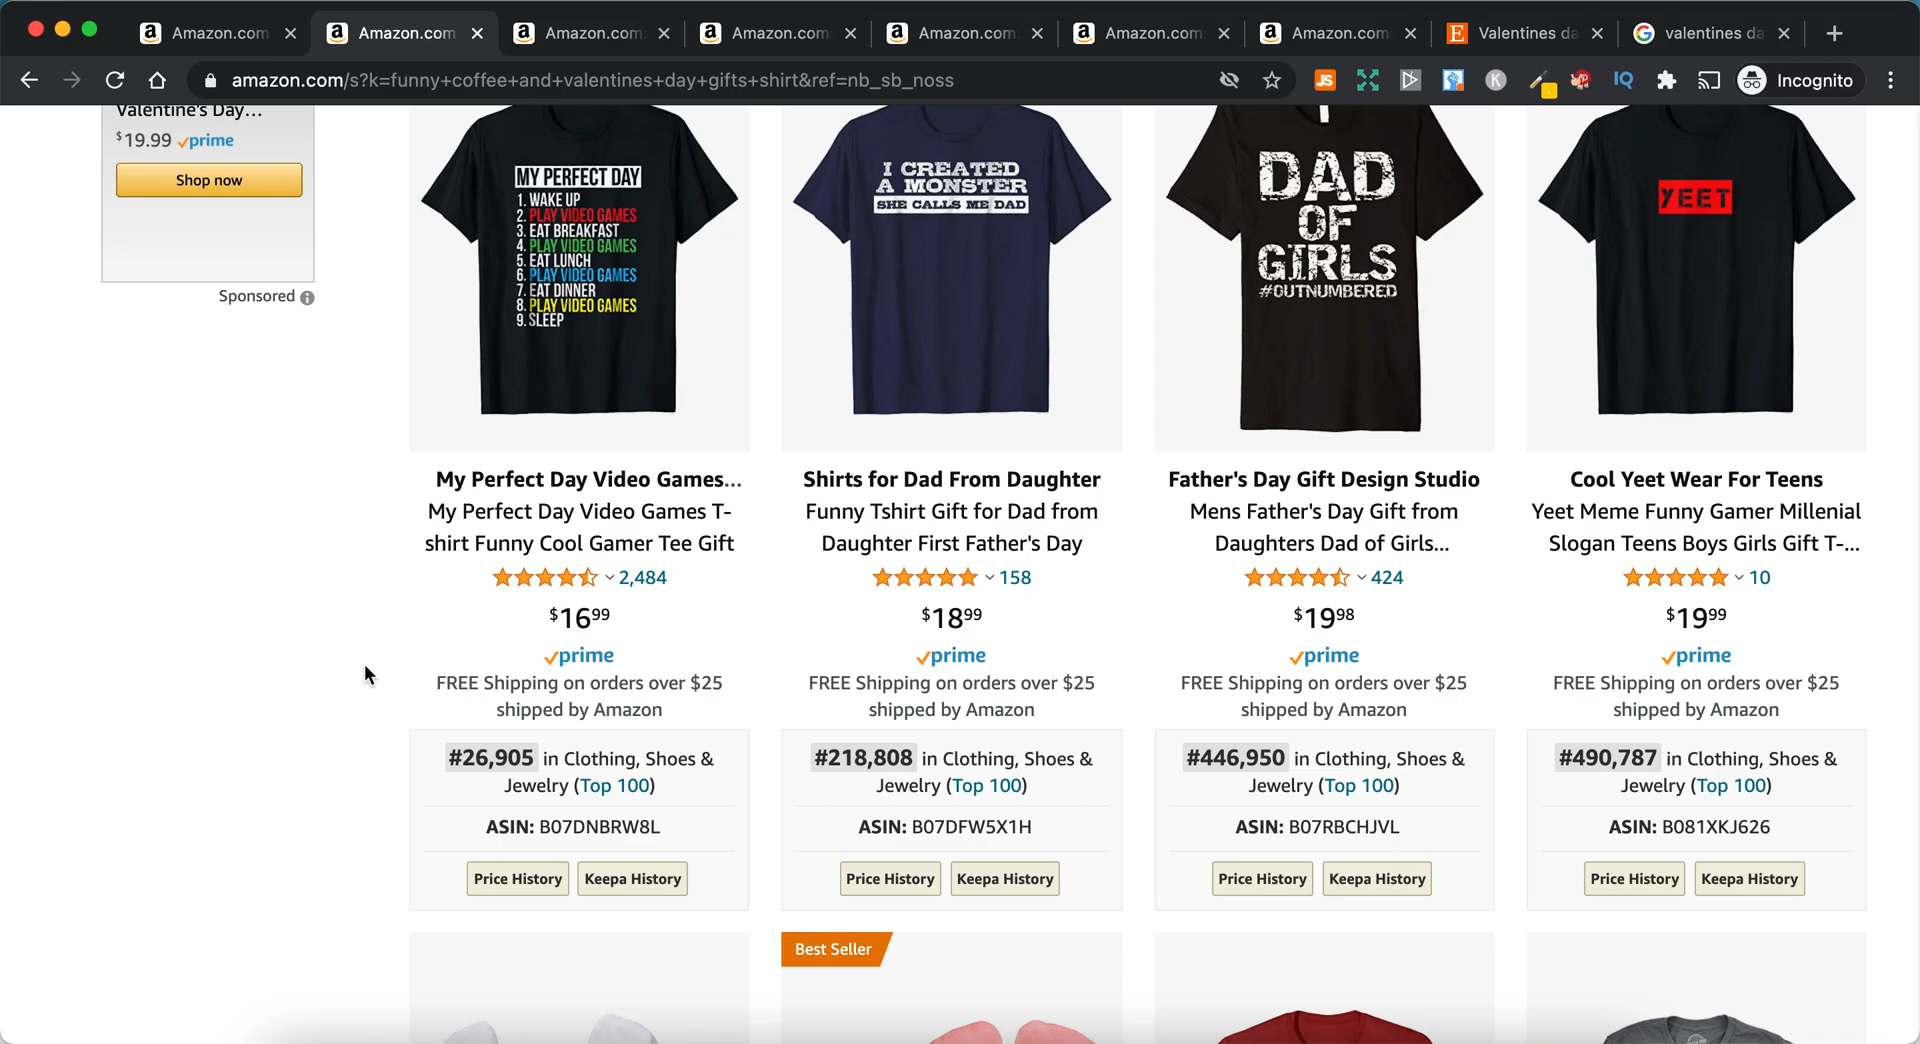 Amazon.com
Amazon.com
Amazon.com
Amazon.com
Amazon.com
Amazon.com
Amazon.com
Valentines da
valentines da
amazon.com/s?k=funny+coffee+and+valentines+day+gifts+shirt&ref=nb_sb_noss
JS
K
IQ
Incognito
Valentine's Day...
$19.99 prime
Shop now
Sponsored
MY PERFECT DAY
1. WAKE UP
2. PLAY VIDEO GAMES
3. EAT BREAKFAST
4. PLAY VIDEO GAMES
5. EAT LUNCH
6. PLAY VIDEO GAMES
7. EAT DINNER
8. PLAY VIDEO GAMES
9. SLEEP
I CREATED
A MONSTER
SHE CALLS ME DAD
DAD
OF
GIRLS
#OUTNUMBERED
YEET
My Perfect Day Video Games...
My Perfect Day Video Games T-
shirt Funny Cool Gamer Tee Gift
2,484
$16.99
prime
FREE Shipping on orders over $25
shipped by Amazon
#26,905 in Clothing, Shoes &
Jewelry (Top 100)
ASIN: B07DNBRW8L
Price History Keepa History
Shirts for Dad From Daughter
Funny Tshirt Gift for Dad from
Daughter First Father's Day
158
$18.99
prime
FREE Shipping on orders over $25
shipped by Amazon
#218,808 in Clothing, Shoes &
Jewelry (Top 100)
ASIN: B07DFW5X1H
Price History Keepa History
Father's Day Gift Design Studio
Mens Father's Day Gift from
Daughters Dad of Girls...
424
$19.98
prime
FREE Shipping on orders over $25
shipped by Amazon
#446,950 in Clothing, Shoes &
Jewelry (Top 100)
ASIN: B07RBCHJVL
Price History Keepa History
Cool Yeet Wear For Teens
Yeet Meme Funny Gamer Millenial
Slogan Teens Boys Girls Gift T-...
10
$19.99
prime
FREE Shipping on orders over $25
shipped by Amazon
#490,787 in Clothing, Shoes &
Jewelry (Top 100)
ASIN: B081XKJ626
Price History Keepa History
Best Seller